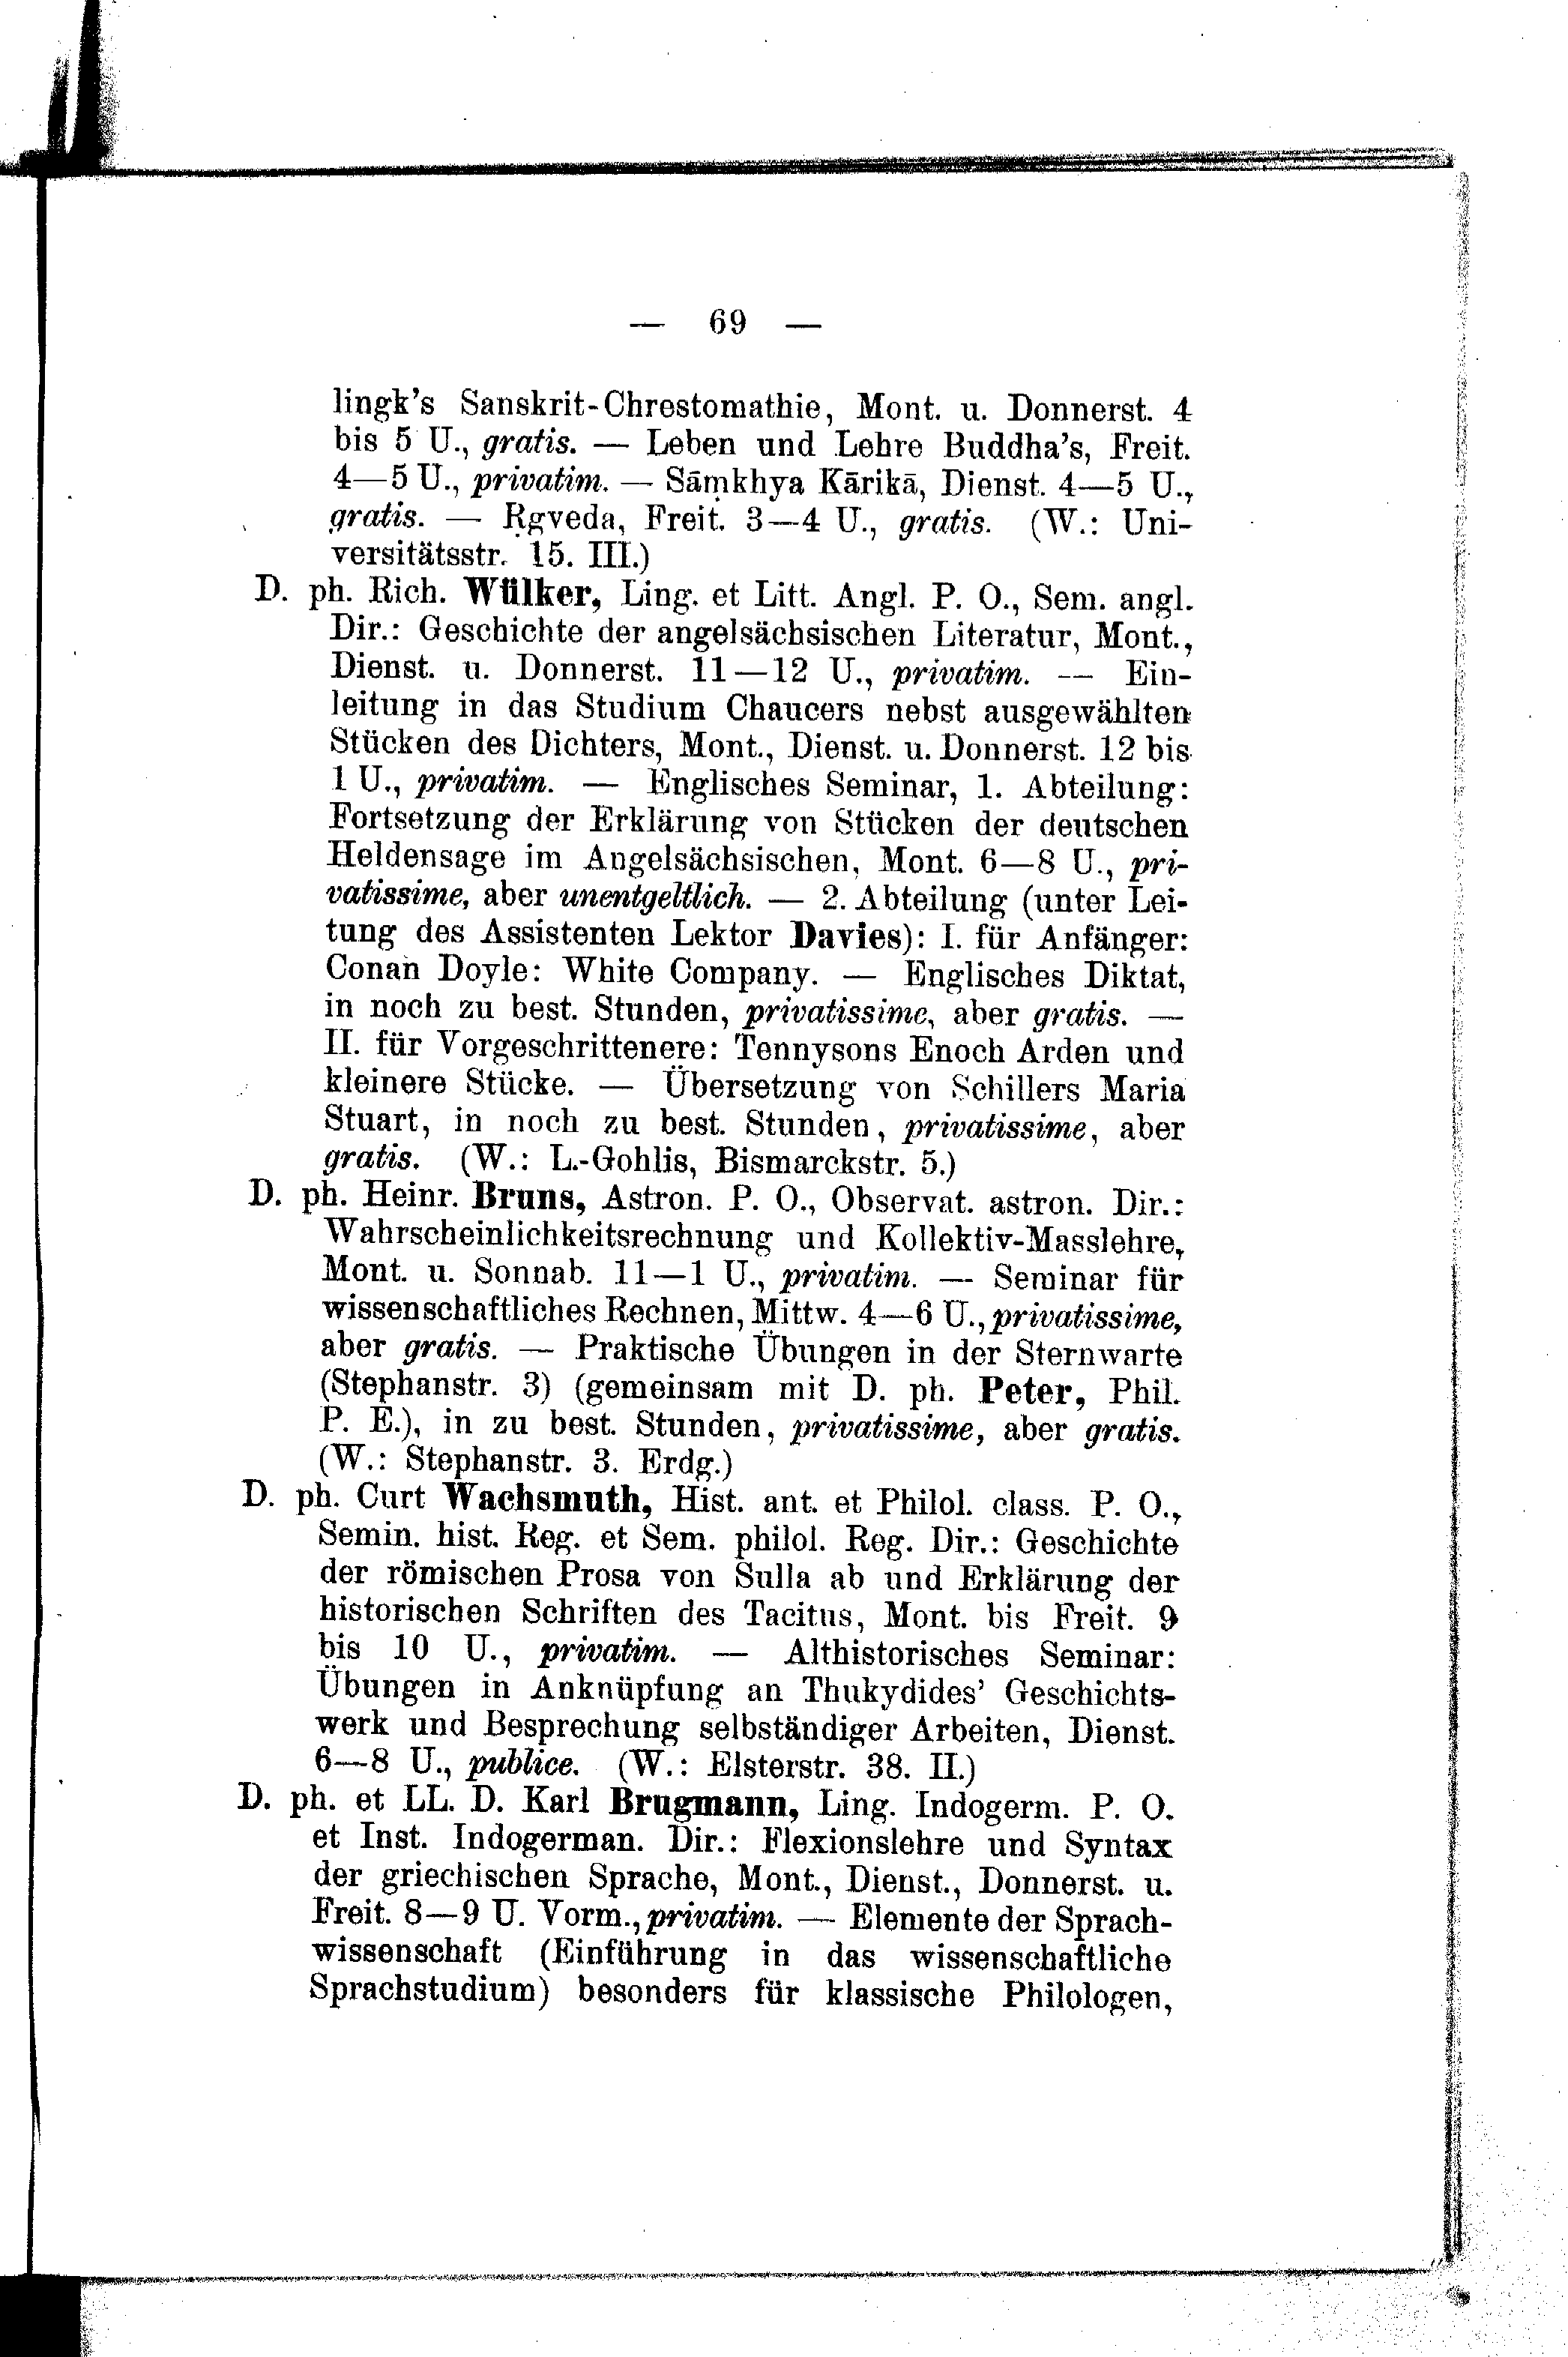 — 69 —
lingk's Sanskrit-Chrestomathie, Mont. u. Donnerst. 4
bis 5 U., gratis. — Leben und Lehre Buddha's, Freit.
4—5 U., privatim. — Sāṃkhya Kārikā, Dienst. 4—5 U.,
gratis. — Ṛgveda, Freit. 3—4 U., gratis. (W.: Uni-
versitätsstr. 15. III.)
D. ph. Rich. Wülker, Ling. et Litt. Angl. P. O., Sem. angl.
Dir.: Geschichte der angelsächsischen Literatur, Mont.,
Dienst. u. Donnerst. 11—12 U., privatim. — Ein-
leitung in das Studium Chaucers nebst ausgewählten
Stücken des Dichters, Mont., Dienst. u. Donnerst. 12 bis
1 U., privatim. — Englisches Seminar, 1. Abteilung:
Fortsetzung der Erklärung von Stücken der deutschen
Heldensage im Angelsächsischen, Mont. 6—8 U., pri-
vatissime, aber unentgeltlich. — 2. Abteilung (unter Lei-
tung des Assistenten Lektor Davies): I. für Anfänger:
Conan Doyle: White Company. — Englisches Diktat,
in noch zu best. Stunden, privatissime, aber gratis. —
II. für Vorgeschrittenere: Tennysons Enoch Arden und
kleinere Stücke. — Übersetzung von Schillers Maria
Stuart, in noch zu best. Stunden, privatissime, aber
gratis. (W.: L.-Gohlis, Bismarckstr. 5.)
D. ph. Heinr. Bruns, Astron. P. O., Observat. astron. Dir.:
Wahrscheinlichkeitsrechnung und Kollektiv-Masslehre,
Mont. u. Sonnab. 11—1 U., privatim. — Seminar für
wissenschaftliches Rechnen, Mittw. 4—6 U., privatissime,
aber gratis. — Praktische Übungen in der Sternwarte
(Stephanstr. 3) (gemeinsam mit D. ph. Peter, Phil.
P. E.), in zu best. Stunden, privatissime, aber gratis.
(W.: Stephanstr. 3. Erdg.)
D. ph. Curt Wachsmuth, Hist. ant. et Philol. class. P. O.,
Semin. hist. Reg. et Sem. philol. Reg. Dir.: Geschichte
der römischen Prosa von Sulla ab und Erklärung der
historischen Schriften des Tacitus, Mont. bis Freit. 9
bis 10 U., privatim. — Althistorisches Seminar:
Übungen in Anknüpfung an Thukydides' Geschichts-
werk und Besprechung selbständiger Arbeiten, Dienst.
6—8 U., publice. (W.: Elsterstr. 38. II.)
D. ph. et LL. D. Karl Brugmann, Ling. Indogerm. P. O.
et Inst. Indogerman. Dir.: Flexionslehre und Syntax
der griechischen Sprache, Mont., Dienst., Donnerst. u.
Freit. 8—9 U. Vorm., privatim. — Elemente der Sprach-
wissenschaft (Einführung in das wissenschaftliche
Sprachstudium) besonders für klassische Philologen,